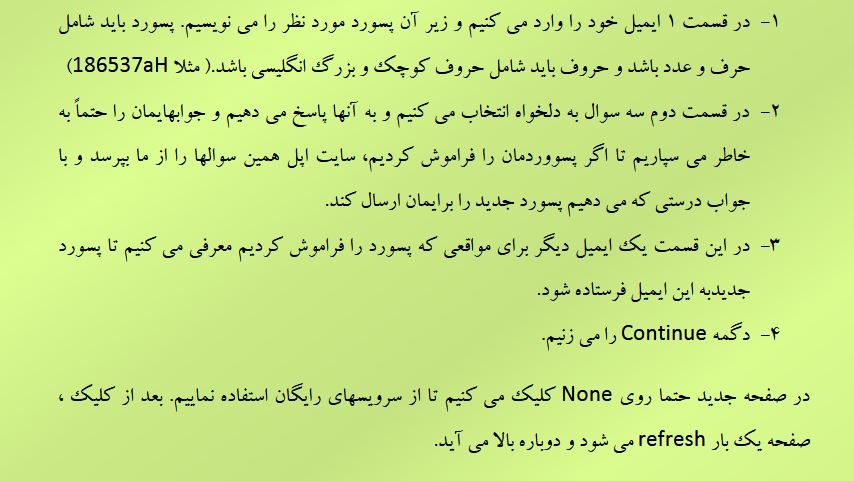 ۱- در قسمت ۱ ایمیل خود را وارد می کنیم و زیر آن پسورد مورد نظر را می نویسیم. پسورد باید شامل
حرف و عدد باشد و حروف باید شامل حروف کوچک و بزرگ انگلیسی باشد.( مثلا 186537aH)
۲- در قسمت دوم سه سوال به دلخواه انتخاب می کنیم و به آنها پاسخ می دهیم و جوابهایمان را حتماً به
خاطر می سپاریم تا اگر پسووردمان را فراموش کردیم، سایت اپل همین سوالها را از ما بپرسد و با
جواب درستی که می دهیم پسورد جدید را برایمان ارسال کند.
۳- در این قسمت یک ایمیل دیگر برای مواقعی که پسورد را فراموش کردیم معرفی می کنیم تا پسورد
جدیدبه این ایمیل فرستاده شود.
۴- دگمه Continue را می زنیم.
در صفحه جدید حتما روی None کلیک می کنیم تا از سرویسهای رایگان استفاده نماییم. بعد از کلیک ،
صفحه یک بار refresh می شود و دوباره بالا می آید.